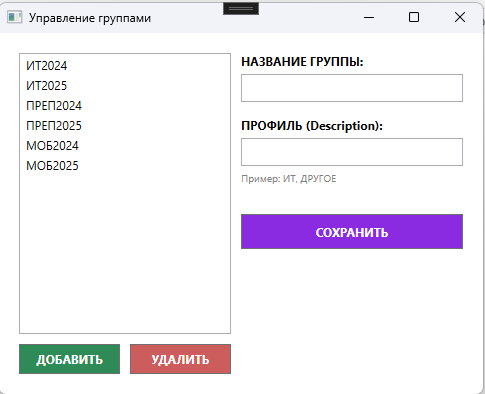 Управление группами
ИТ2024
ИТ2025
ПРЕП2024
ПРЕП2025
МОБ2024
МОБ2025
ДОБАВИТЬ
УДАЛИТЬ
НАЗВАНИЕ ГРУППЫ:
ПРОФИЛЬ (Description):
Пример: ИТ, ДРУГОЕ
СОХРАНИТЬ